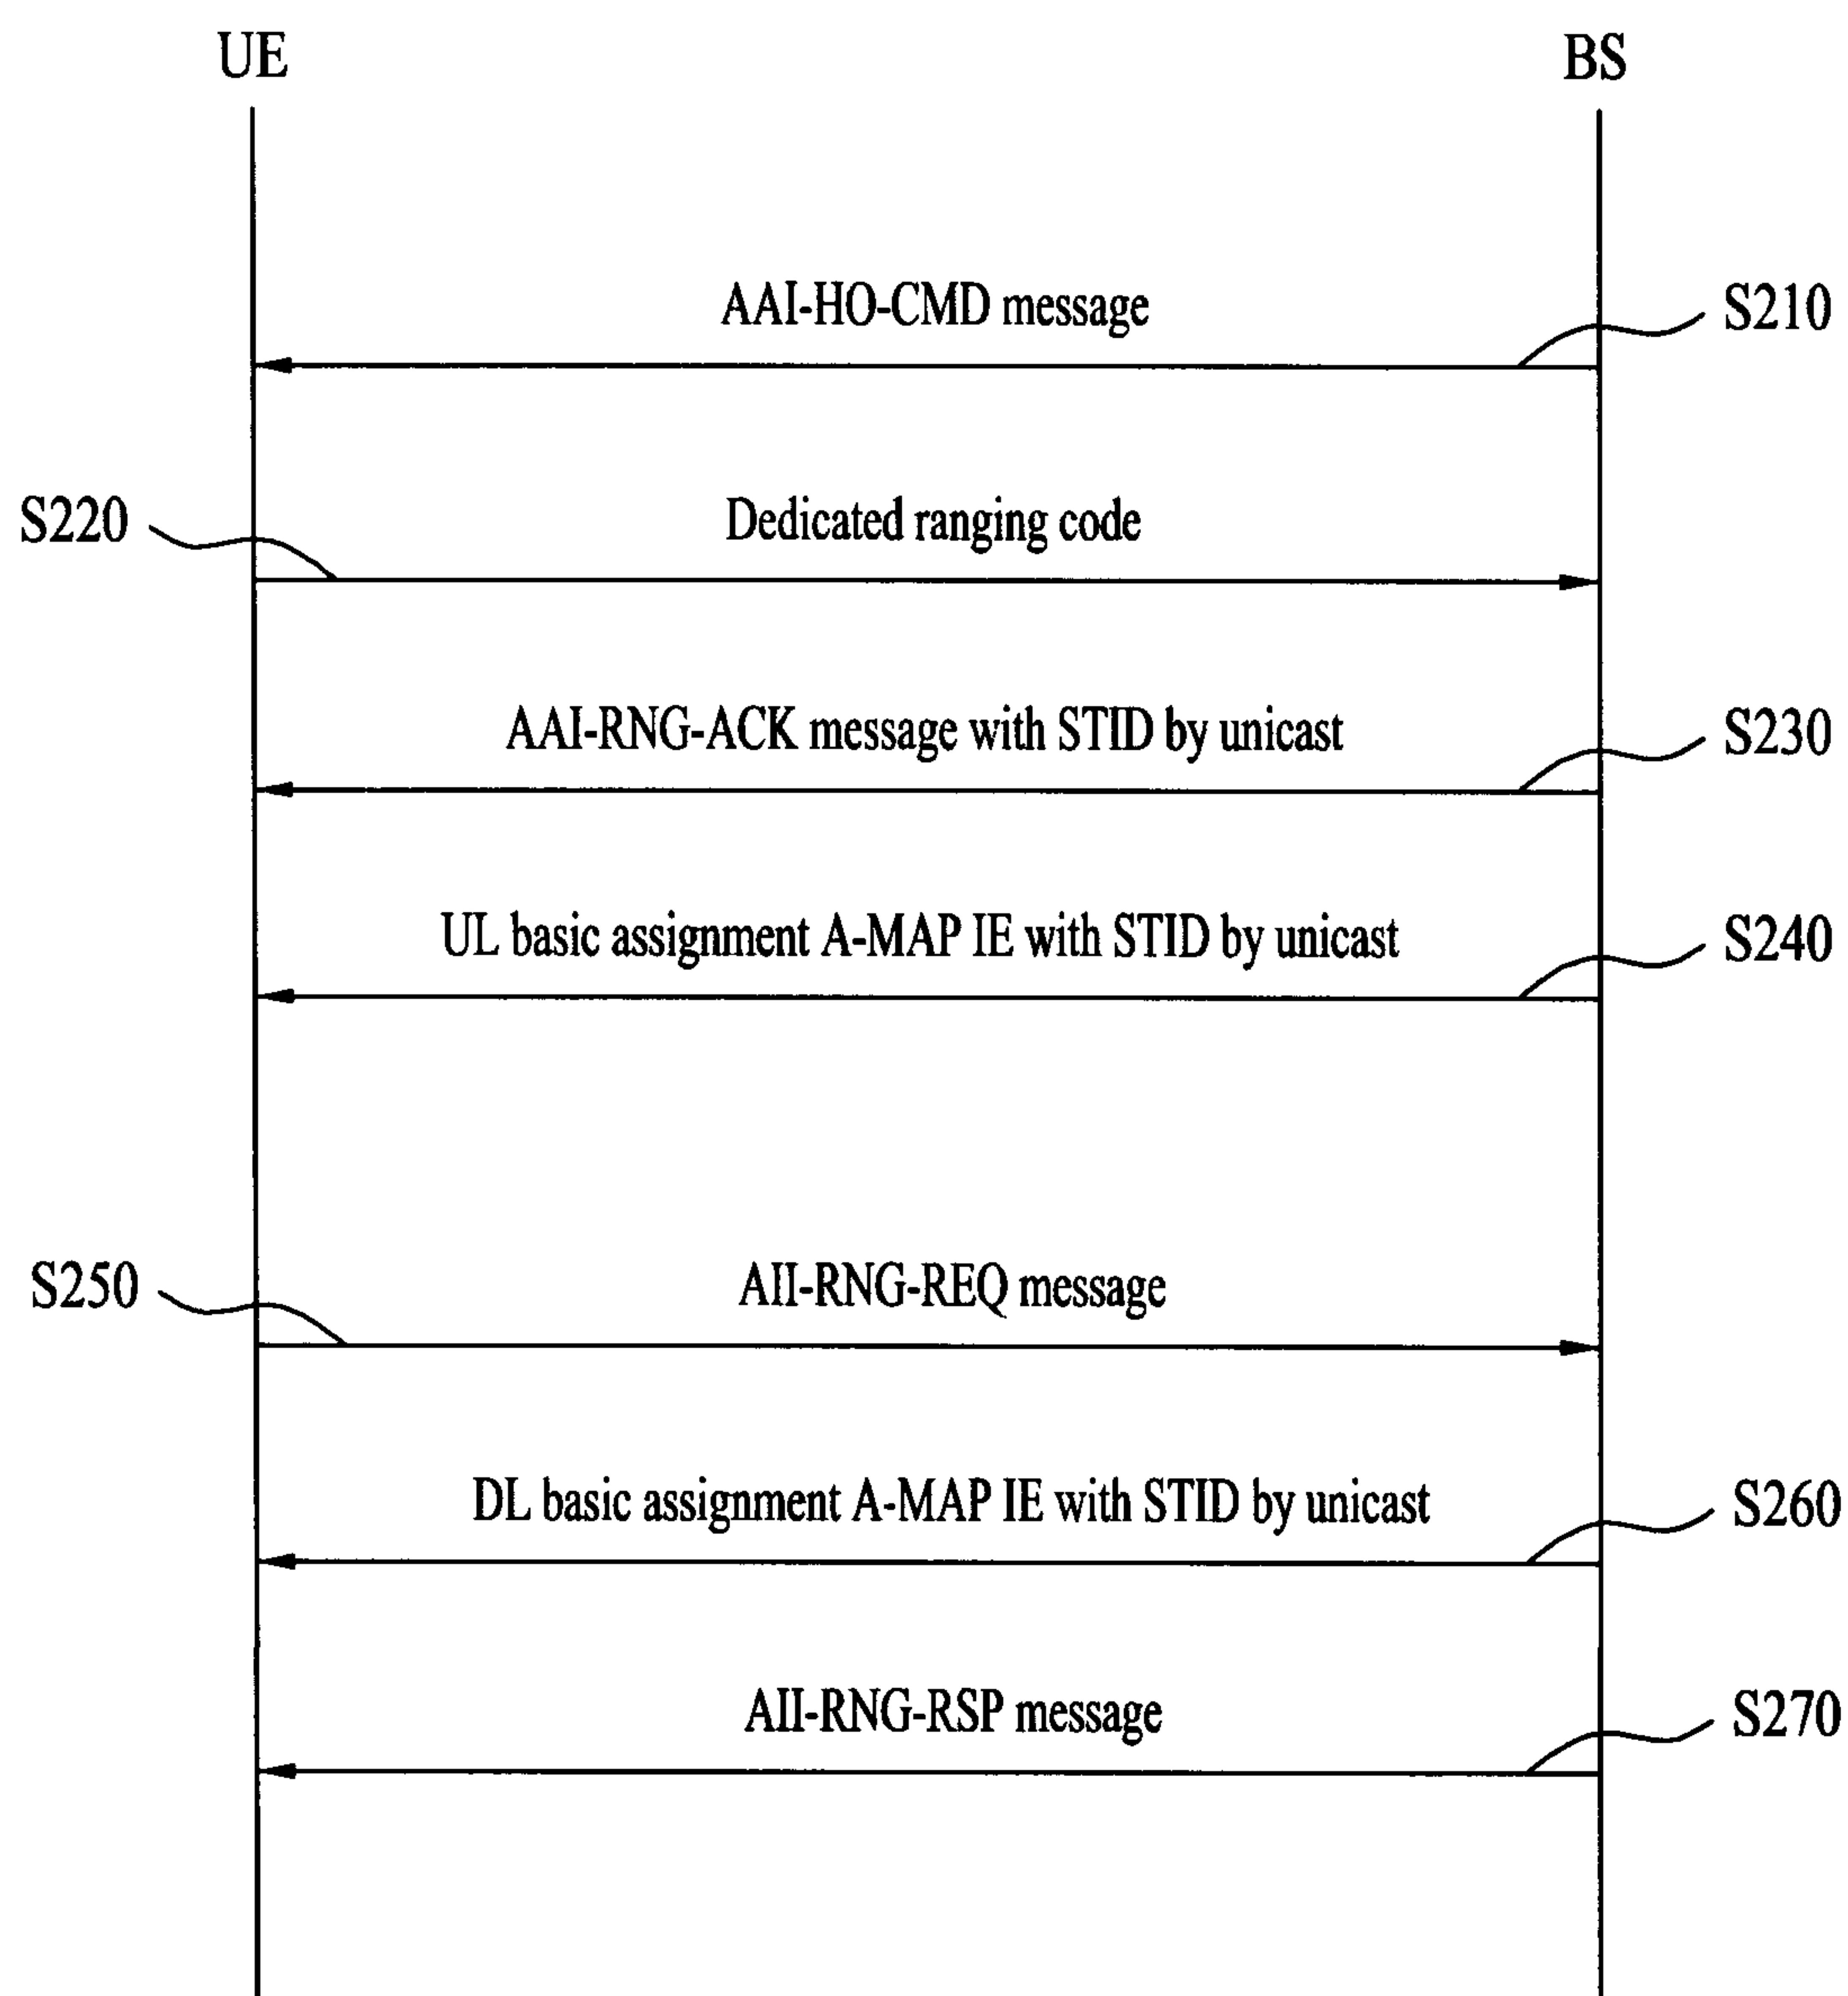 UE
BS
AAI-HO-CMD message
S210
S220
Dedicated ranging code
AAI-RNG-ACK message with STID by unicast
S230
UL basic assignment A-MAP IE with STID by unicast
S240
S250
AII-RNG-REQ message
DL basic assignment A-MAP IE with STID by unicast
S260
AII-RNG-RSP message
S270